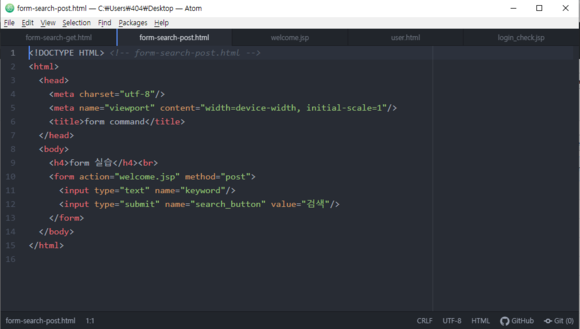 form-search-post.html — C:₩Users₩404₩Desktop — Atom
File Edit View Selection Find Packages Help
form-search-get.html form-search-post.html welcome.jsp user.html login_check.jsp
1 <!DOCTYPE HTML> <!-- form-search-post.html -->
2 <html>
3 <head>
4 <meta charset="utf-8"/>
5 <meta name="viewport" content="width=device-width, initial-scale=1"/>
6 <title>form command</title>
7 </head>
8 <body>
9 <h4>form 실습</h4><br>
10 <form action="welcome.jsp" method="post">
11 <input type="text" name="keyword"/>
12 <input type="submit" name="search_button" value="검색"/>
13 </form>
14 </body>
15 </html>
16
form-search-post.html 1:1 CRLF UTF-8 HTML GitHub Git (0)